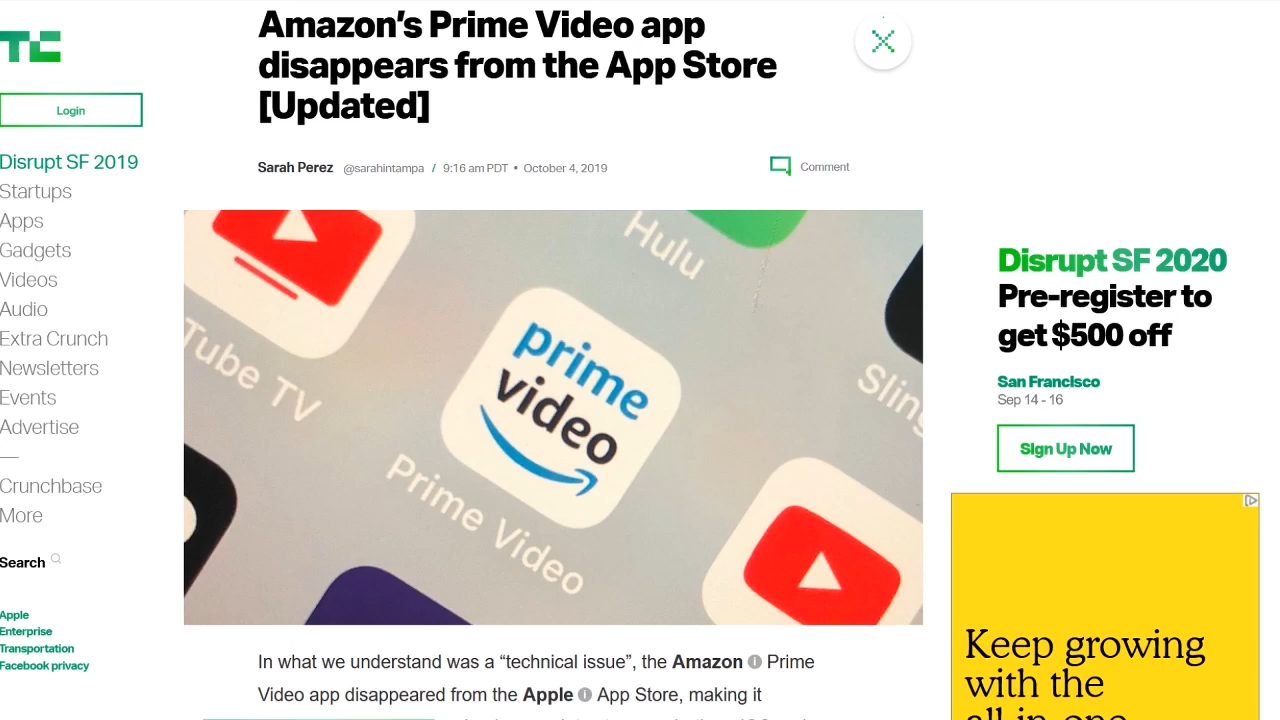 Amazon’s Prime Video app
disappears from the App Store
[Updated]
TC
Login
Sarah Perez @sarahintampa / 9:16 am PDT • October 4, 2019
Comment
Disrupt SF 2019
Startups
Apps
Gadgets
Videos
Audio
Extra Crunch
Newsletters
Events
Advertise
—
Crunchbase
More
Search
Apple
Enterprise
Transportation
Facebook privacy
Hulu
Tube TV
prime
video
Prime Video
Sling
Disrupt SF 2020
Pre-register to
get $500 off
San Francisco
Sep 14 - 16
Sign Up Now
Keep growing
with the
all-in-one
In what we understand was a “technical issue”, the Amazon Prime
Video app disappeared from the Apple App Store, making it